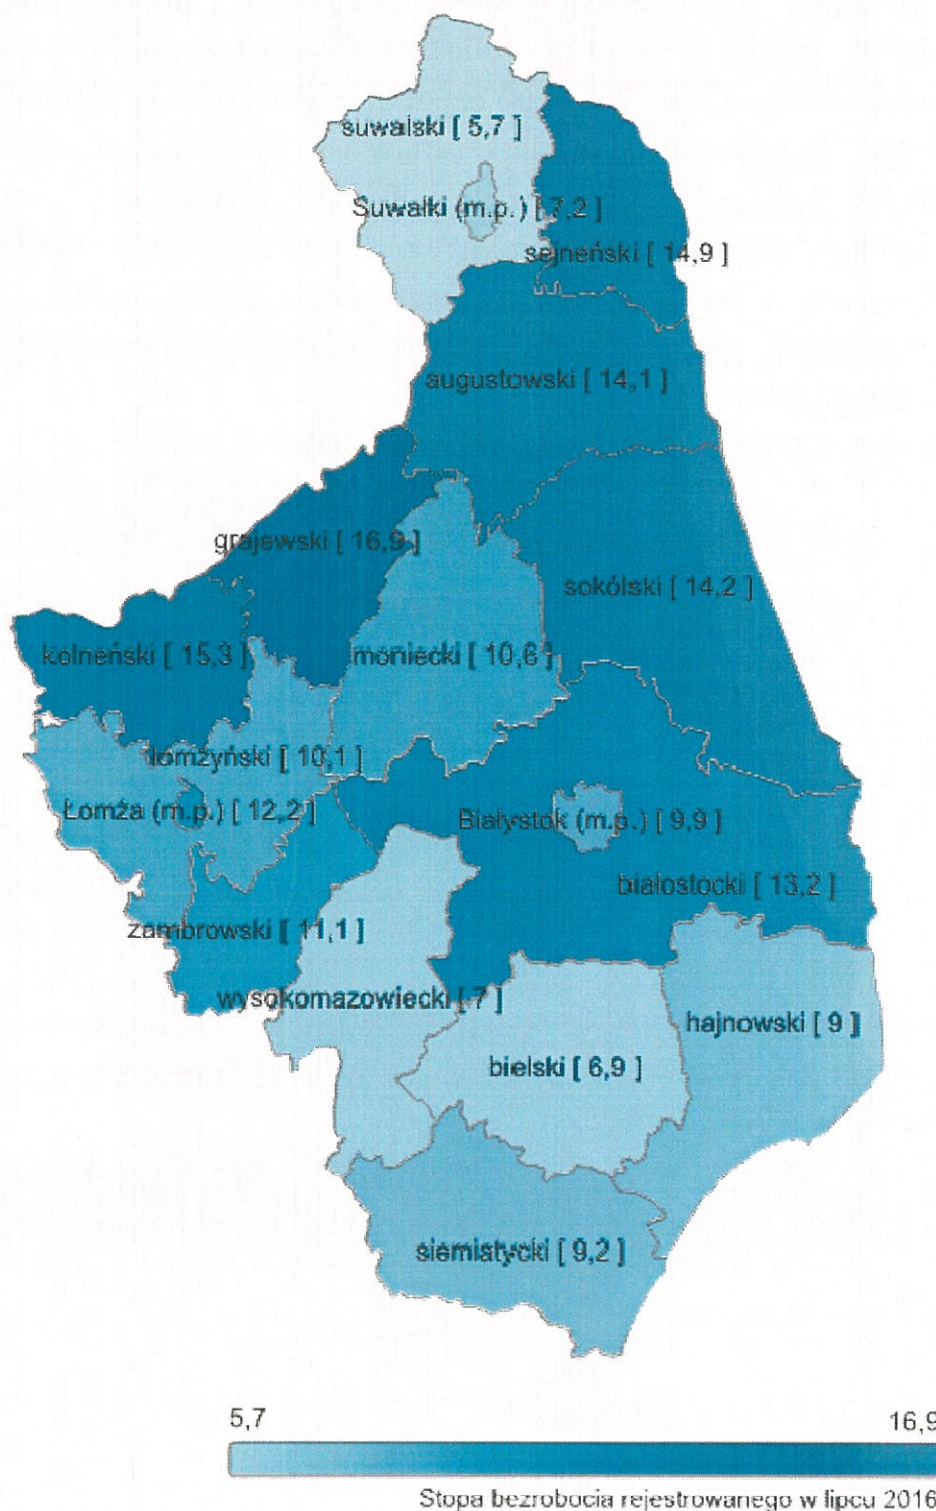 suwalski [ 5,7 ]
Suwałki (m.p.) [ 7,2 ]
sejneński [ 14,9 ]
augustowski [ 14,1 ]
grajewski [ 16,9 ]
sokólski [ 14,2 ]
kolneński [ 15,3 ]
moniecki [ 10,6 ]
łomżyński [ 10,1 ]
Łomża (m.p.) [ 12,2 ]
Białystok (m.p.) [ 9,9 ]
białostocki [ 13,2 ]
zambrowski [ 11,1 ]
wysokomazowiecki [ 7 ]
hajnowski [ 9 ]
bielski [ 6,9 ]
siemiatycki [ 9,2 ]
5,7 16,9
Stopa bezrobocia rejestrowanego w lipcu 2016